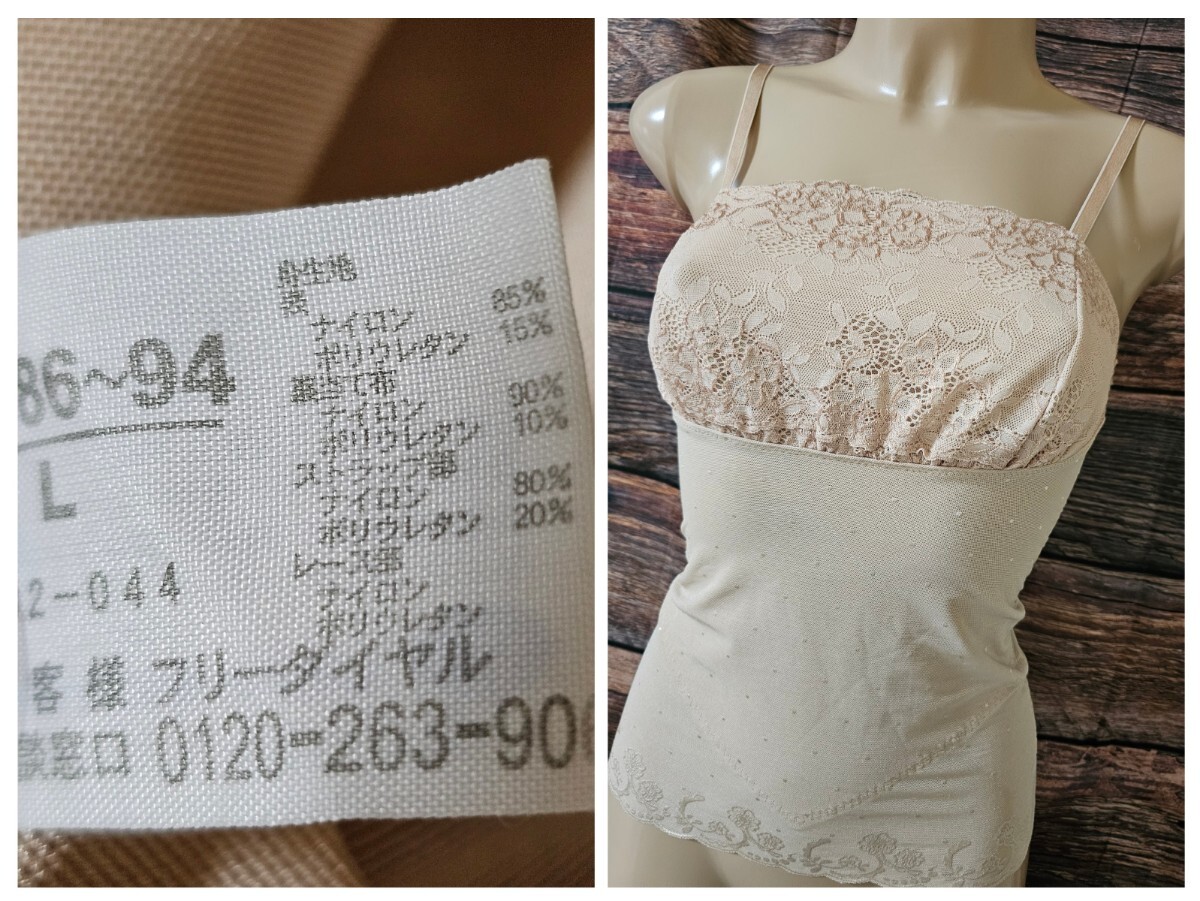 86~94
L
2-044
身生地
ナイロン 85%
ポリウレタン 15%
当て布
ナイロン 90%
ポリウレタン 10%
ストラップ部
ナイロン 80%
ポリウレタン 20%
レース部
ナイロン
ポリウレタン
客様 フリーダイヤル
談窓口 0120-263-90